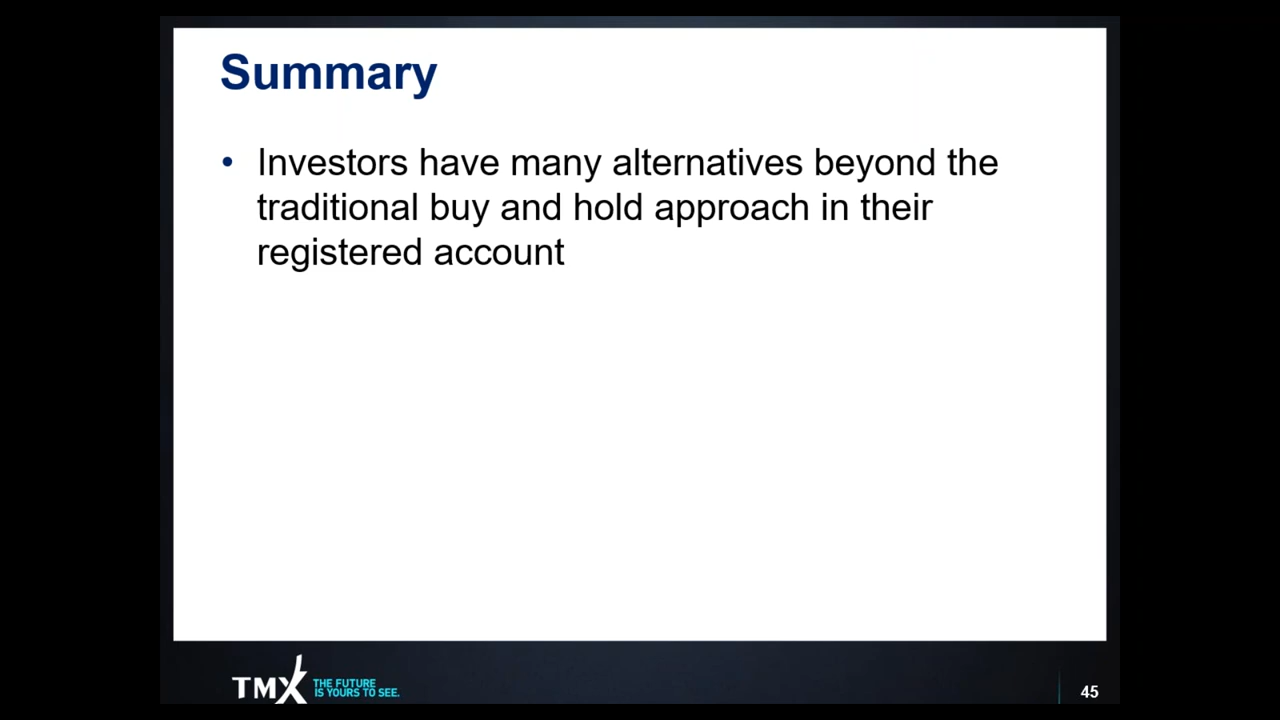 Summary
• Investors have many alternatives beyond the
traditional buy and hold approach in their
registered account
TMX THE FUTURE
IS YOURS TO SEE.
45